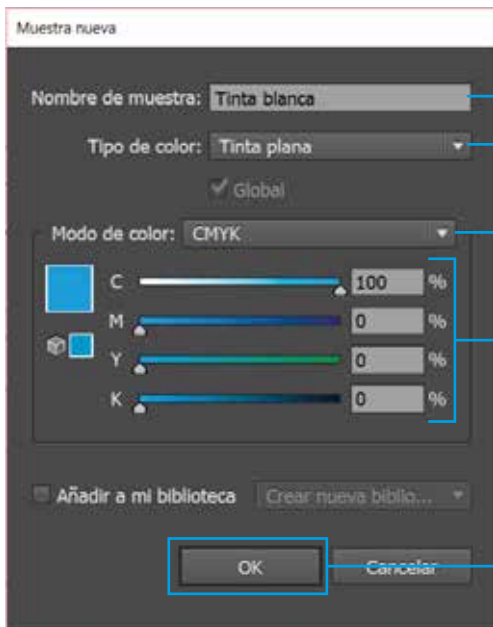 Muestra nueva
Nombre de muestra: Tinta blanca
Tipo de color: Tinta plana
Global
Modo de color: CMYK
C 100 %
M 0 %
Y 0 %
K 0 %
Añadir a mi biblioteca Crear nueva biblio...
OK Cancelar